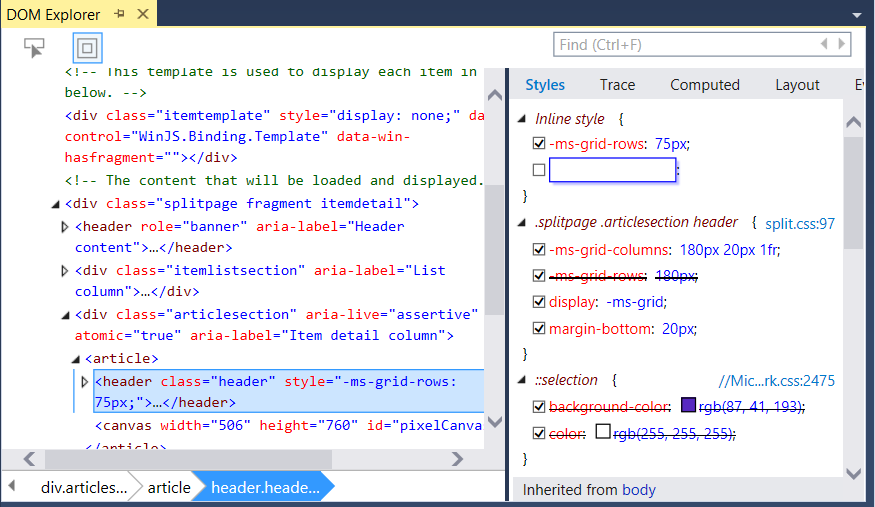 DOM Explorer
Find (Ctrl+F)
<!-- This template is used to display each item in
below. -->
<div class="itemtemplate" style="display: none;" da
control="WinJS.Binding.Template" data-win-
hasfragment=""></div>
<!-- The content that will be loaded and displayed.
<div class="splitpage fragment itemdetail">
<header role="banner" aria-label="Header
content">…</header>
<div class="itemlistsection" aria-label="List
column">…</div>
<div class="articlesection" aria-live="assertive"
atomic="true" aria-label="Item detail column">
<article>
<header class="header" style="-ms-grid-rows:
75px;">…</header>
<canvas width="506" height="760" id="pixelCanva
</article>
div.articles... article header.heade...
Styles Trace Computed Layout Ev
Inline style {
-ms-grid-rows: 75px;
:
}
.splitpage .articlesection header { split.css:97
-ms-grid-columns: 180px 20px 1fr;
-ms-grid-rows: 180px;
display: -ms-grid;
margin-bottom: 20px;
}
::selection { //Mic...rk.css:2475
background-color: rgb(87, 41, 193);
color: rgb(255, 255, 255);
}
Inherited from body